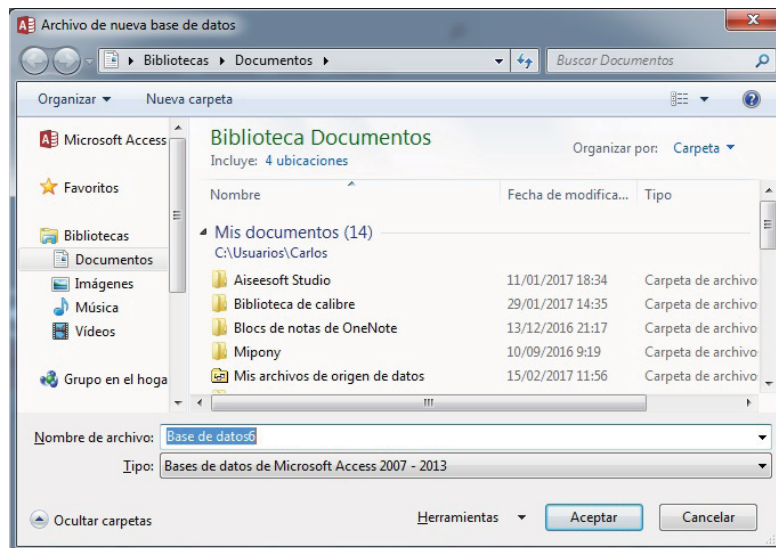 Archivo de nueva base de datos
Bibliotecas Documentos
Buscar Documentos
Organizar Nueva carpeta
Microsoft Access
Favoritos
Bibliotecas
Documentos
Imágenes
Música
Vídeos
Grupo en el hoga
Biblioteca Documentos
Incluye: 4 ubicaciones
Organizar por: Carpeta
Nombre Fecha de modifica... Tipo
Mis documentos (14)
C:\Usuarios\Carlos
Aiseesoft Studio 11/01/2017 18:34 Carpeta de archivo
Biblioteca de calibre 29/01/2017 14:35 Carpeta de archivo
Blocs de notas de OneNote 13/12/2016 21:17 Carpeta de archivo
Mipony 10/09/2016 9:19 Carpeta de archivo
Mis archivos de origen de datos 15/02/2017 11:56 Carpeta de archivo
Nombre de archivo: Base de datos6
Tipo: Bases de datos de Microsoft Access 2007 - 2013
Ocultar carpetas Herramientas Aceptar Cancelar